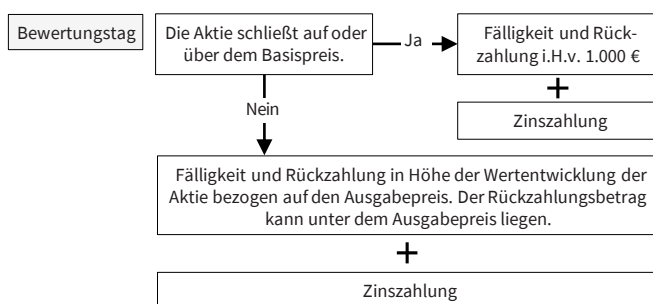 Bewertungstag
Die Aktie schließt auf oder
über dem Basispreis.
Ja
Fälligkeit und Rück-
zahlung i.H.v. 1.000 €
+
Zinszahlung
Nein
Fälligkeit und Rückzahlung in Höhe der Wertentwicklung der
Aktie bezogen auf den Ausgabepreis. Der Rückzahlungsbetrag
kann unter dem Ausgabepreis liegen.
+
Zinszahlung